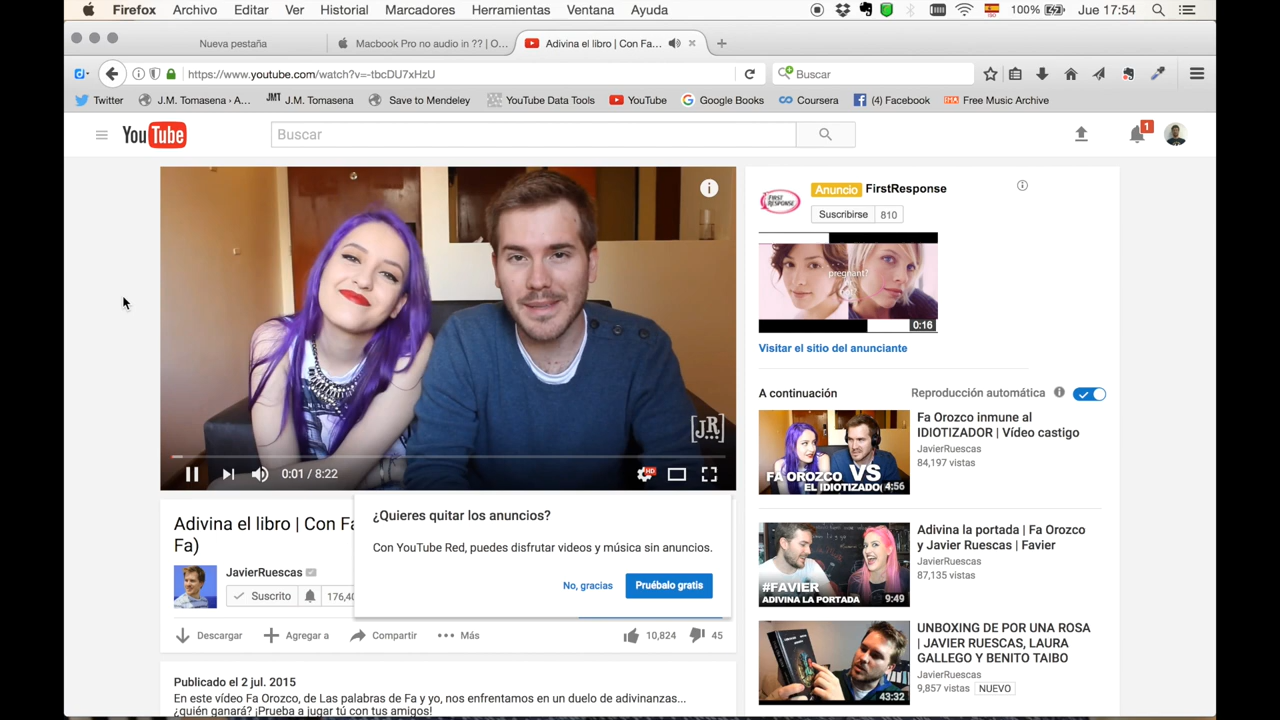 Firefox Archivo Editar Ver Historial Marcadores Herramientas Ventana Ayuda 100% Jue 17:54
Nueva pestaña Macbook Pro no audio in ?? | O... Adivina el libro | Con Fa...
https://www.youtube.com/watch?v=-tbcDU7xHzU Buscar
Twitter J.M. Tomasena › A... JMT J.M. Tomasena Save to Mendeley YouTube Data Tools YouTube Google Books Coursera (4) Facebook Free Music Archive
YouTube Buscar 1
[J.R...]
0:01 / 8:22 HD
Adivina el libro | Con Fa
Fa)
¿Quieres quitar los anuncios?
Con YouTube Red, puedes disfrutar videos y música sin anuncios.
No, gracias Pruébalo gratis
JavierRuescas
Suscrito 176,40
Descargar Agregar a Compartir Más 10,824 45
Publicado el 2 jul. 2015
En este vídeo Fa Orozco, de Las palabras de Fa y yo, nos enfrentamos en un duelo de adivinanzas...
¿quién ganará? ¡Prueba a jugar tú con tus amigos!
FIRST RESPONSE
Anuncio FirstResponse
Suscribirse 810
pregnant?
0:16
Visitar el sitio del anunciante
A continuación Reproducción automática
FA OROZCO VS
EL IDIOTIZADO
4:56
Fa Orozco inmune al
IDIOTIZADOR | Vídeo castigo
JavierRuescas
84,197 vistas
#FAVIER
ADIVINA LA PORTADA
9:49
Adivina la portada | Fa Orozco
y Javier Ruescas | Favier
JavierRuescas
87,135 vistas
43:32
UNBOXING DE POR UNA ROSA
| JAVIER RUESCAS, LAURA
GALLEGO Y BENITO TAIBO
JavierRuescas
9,857 vistas NUEVO